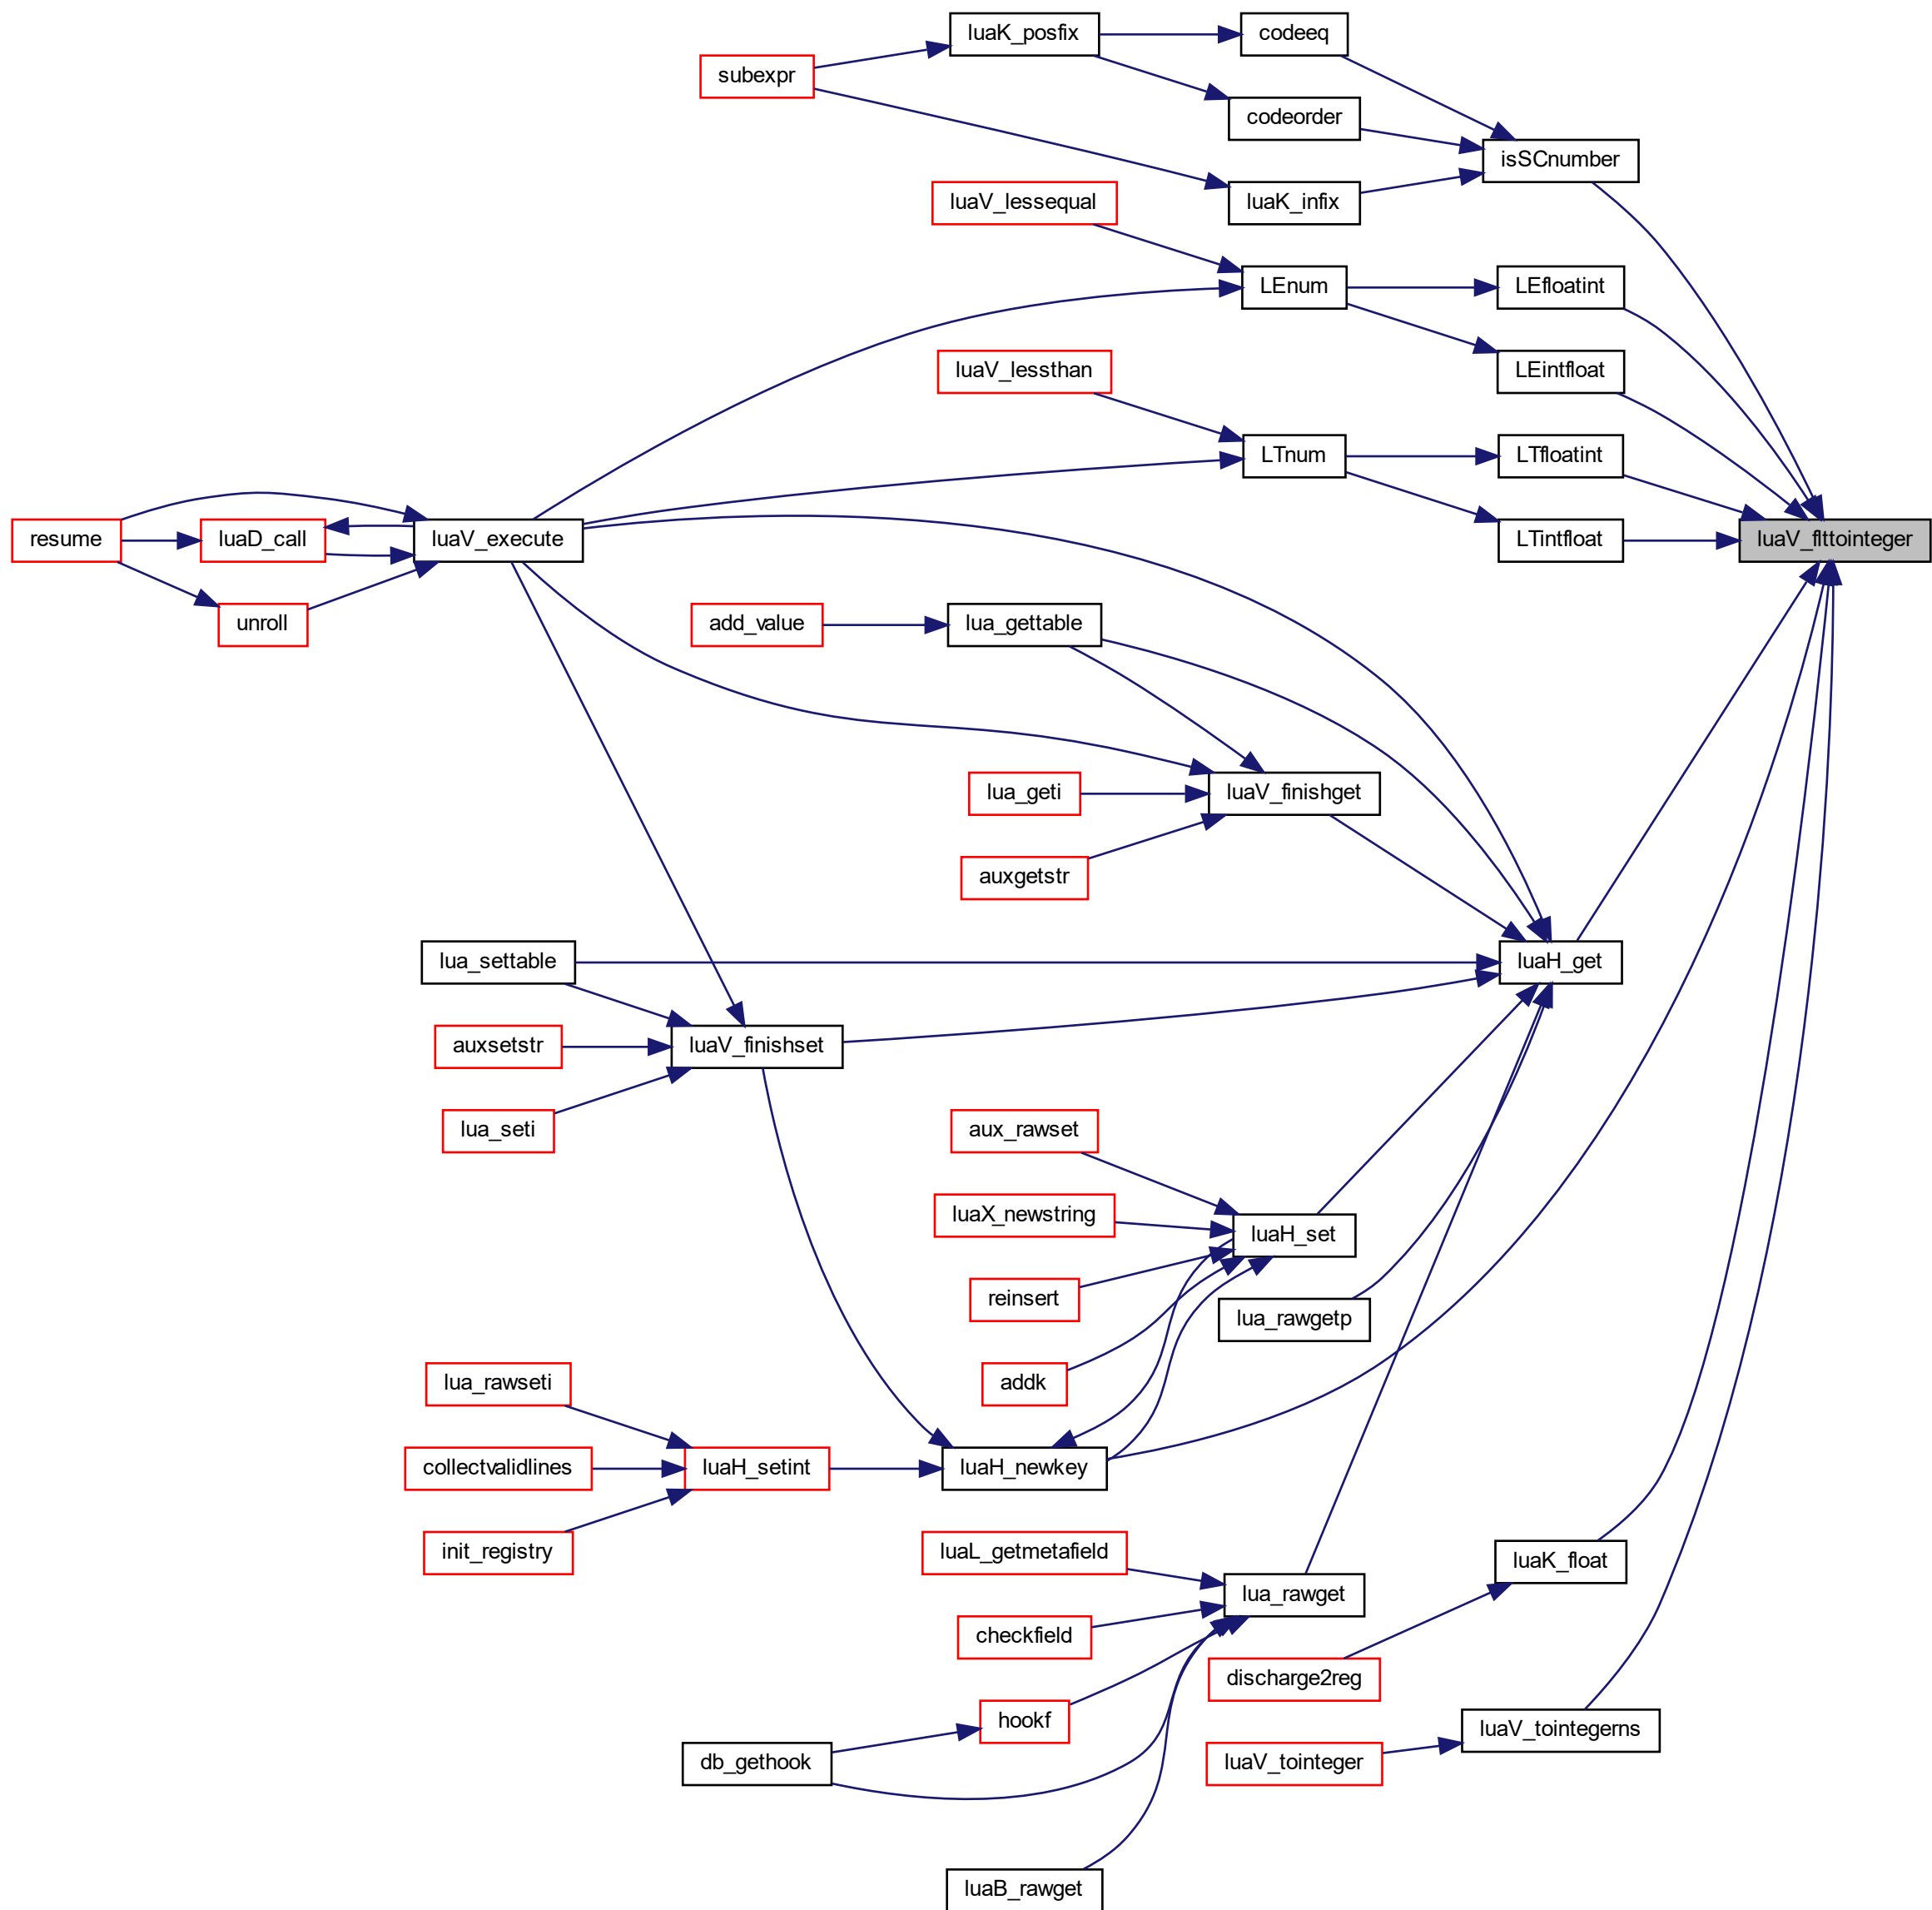 luaK_posfix
codeeq
subexpr
codeorder
isSCnumber
luaV_lessequal
luaK_infix
LEnum
LEfloatint
luaV_lessthan
LEintfloat
LTnum
LTfloatint
resume
luaD_call
luaV_execute
LTintfloat
luaV_flttointeger
unroll
add_value
lua_gettable
lua_geti
luaV_finishget
auxgetstr
lua_settable
luaH_get
auxsetstr
luaV_finishset
lua_seti
aux_rawset
luaX_newstring
luaH_set
reinsert
lua_rawgetp
lua_rawseti
addk
collectvalidlines
luaH_setint
luaH_newkey
init_registry
luaL_getmetafield
luaK_float
lua_rawget
checkfield
discharge2reg
hookf
luaV_tointegerns
db_gethook
luaV_tointeger
luaB_rawget